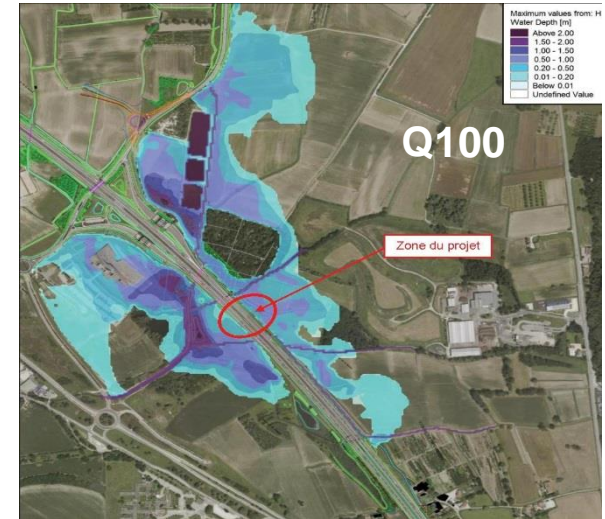 Maximum values from: H
Water Depth [m]
Above 2.00
1.50 - 2.00
1.00 - 1.50
0.50 - 1.00
0.20 - 0.50
0.01 - 0.20
Below 0.01
Undefined Value
Q100
Zone du projet